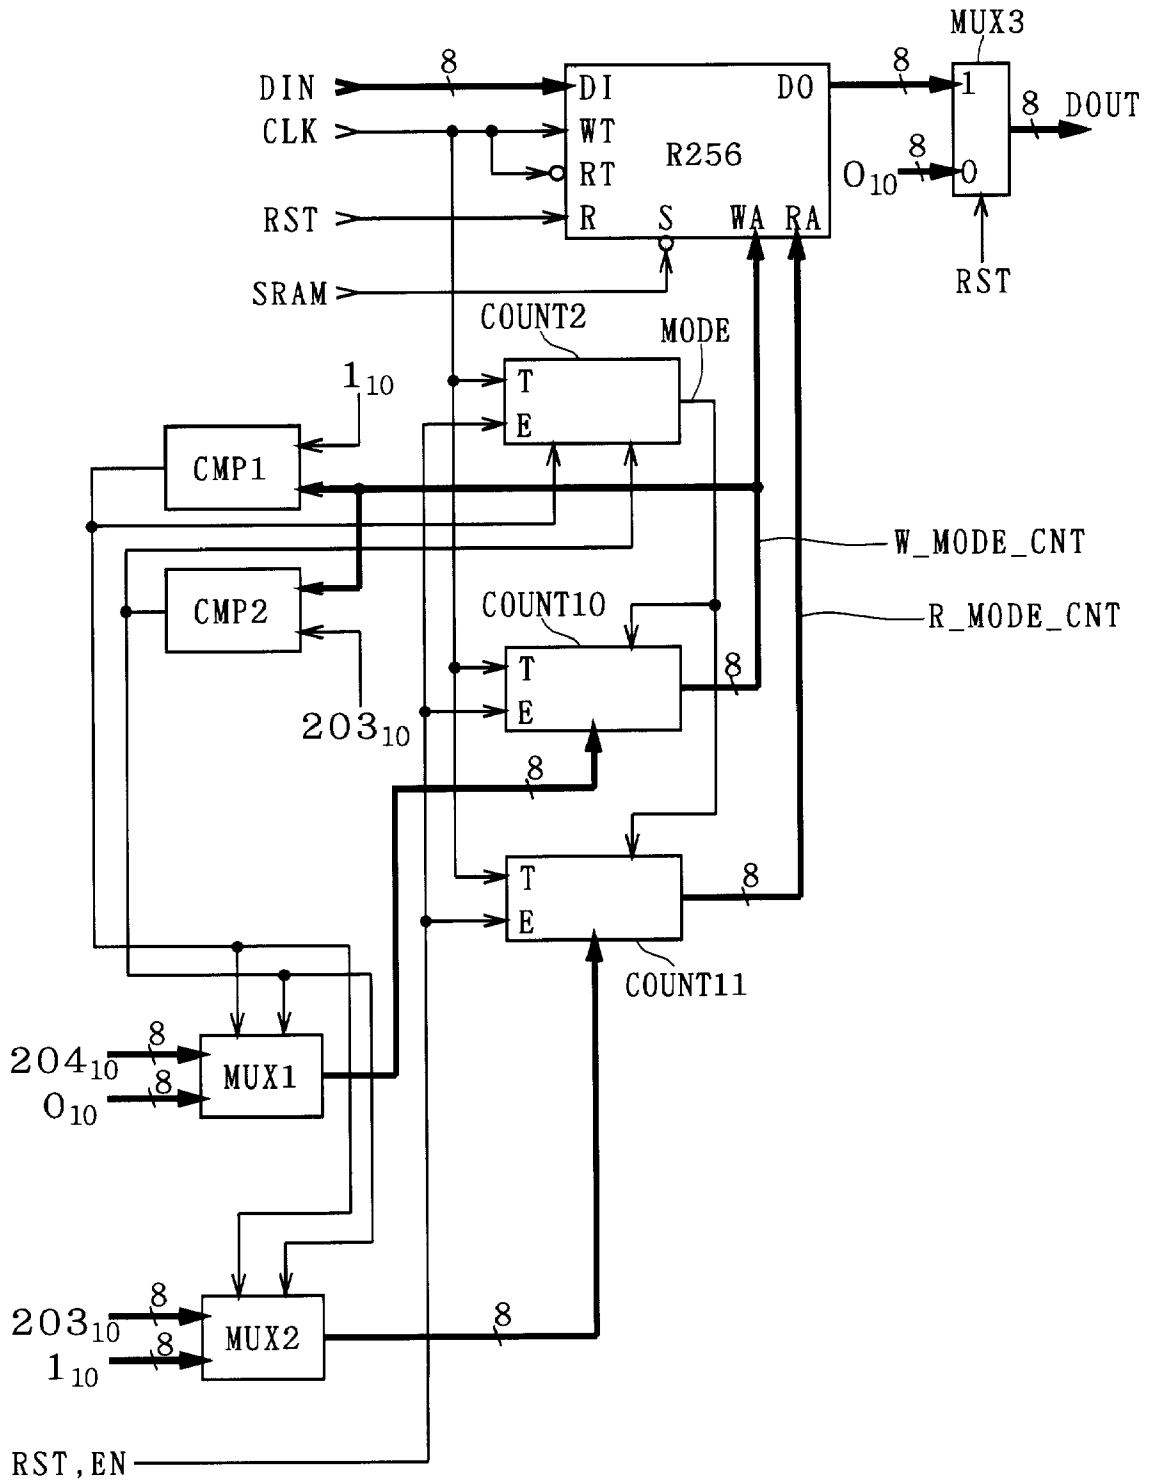 MUX3
DIN 8 DI DO 8 1 8 DOUT
CLK WT
R256 8
RT 0₁₀ 0
RST R S WA RA
SRAM RST
COUNT2 MODE
1₁₀ T
E
CMP1
W_MODE_CNT
CMP2 COUNT10
R_MODE_CNT
T 8
203₁₀ E
8
T 8
E
COUNT11
204₁₀ 8
MUX1
0₁₀ 8
203₁₀ 8 8
MUX2
1₁₀ 8
RST,EN